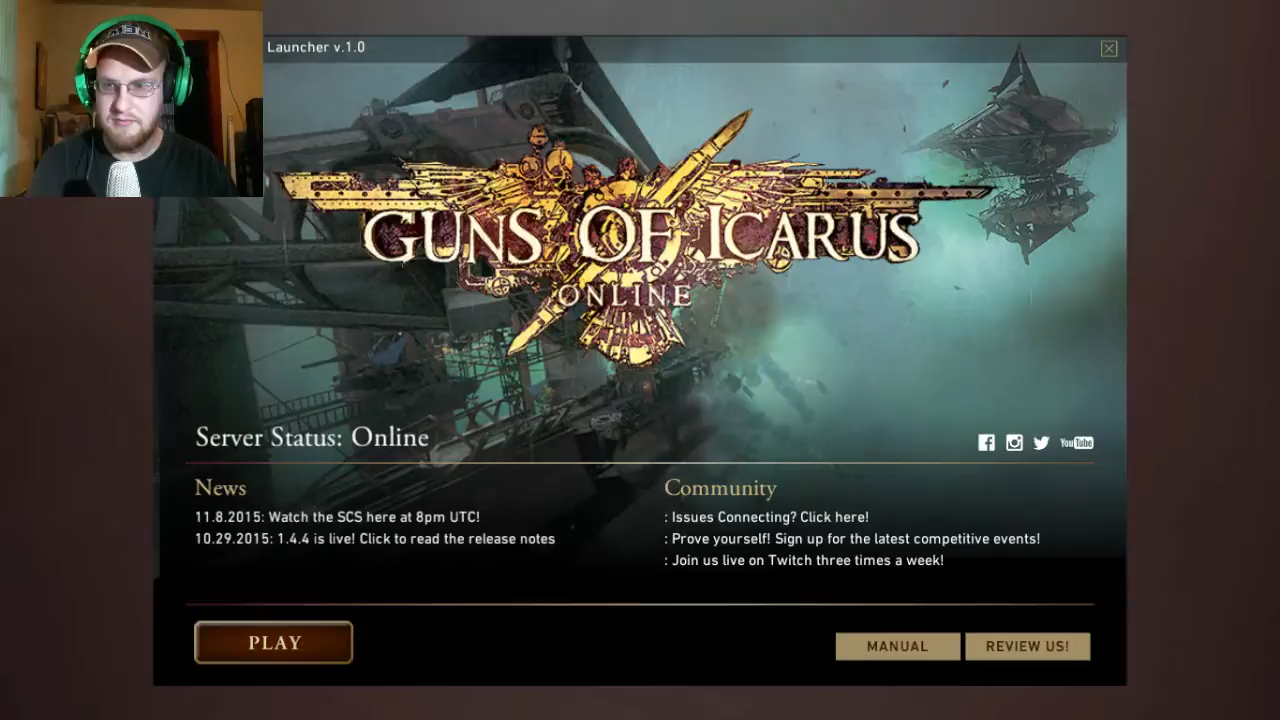 Launcher v.1.0
GUNS OF ICARUS
ONLINE
Server Status: Online
YouTube
News
11.8.2015: Watch the SCS here at 8pm UTC!
10.29.2015: 1.4.4 is live! Click to read the release notes
Community
: Issues Connecting? Click here!
: Prove yourself! Sign up for the latest competitive events!
: Join us live on Twitch three times a week!
PLAY
MANUAL
REVIEW US!